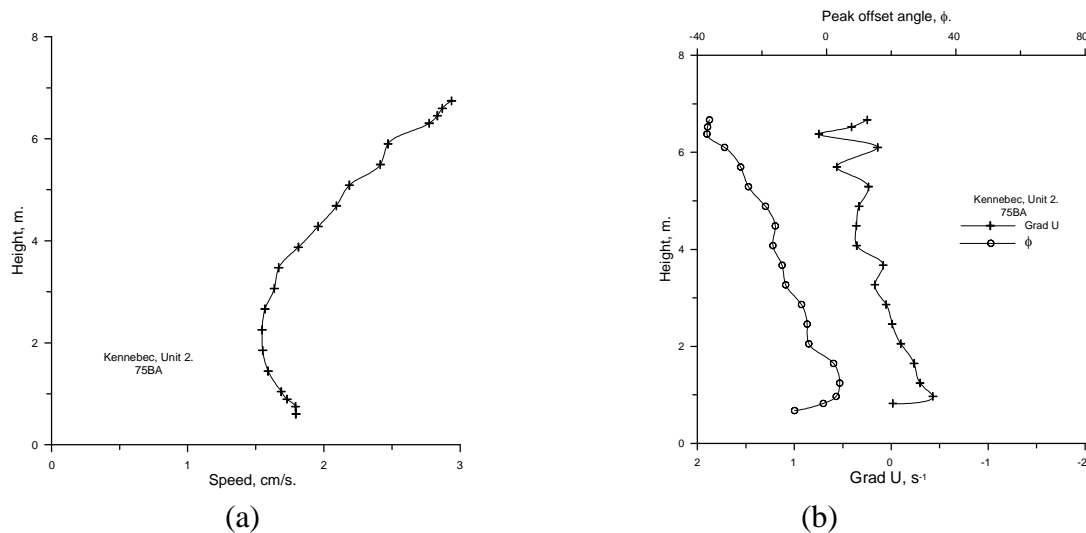 8
6
4
2
0
Height, m.
Kennebec, Unit 2.
75BA
0
1
2
3
Speed, cm/s.
(a)
Peak offset angle, ϕ.
-40
0
40
80
8
6
4
2
0
Height, m.
Kennebec, Unit 2.
75BA
Grad U
ϕ
2
1
0
-1
-2
Grad U, s-1
(b)